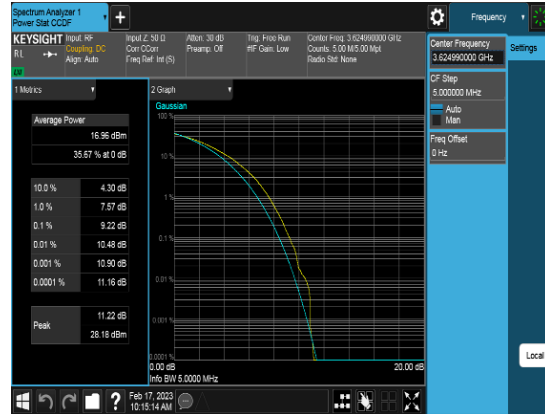 Spectrum Analyzer 1
Power Stat CCDF
+
Frequency
KEYSIGHT
RL
Input: RF
Coupling: DC
Align: Auto
Input Z: 50 Ω
Corr CCorr
Freq Ref: Int (S)
Atten: 30 dB
Preamp: Off
Trig: Free Run
#IF Gain: Low
Center Freq: 3.624990000 GHz
Counts: 5.00 M/5.00 Mpt
Radio Std: None
Center Frequency
3.624990000 GHz
Settings
CF Step
5.000000 MHz
Auto
Man
Freq Offset
0 Hz
1 Metrics
2 Graph
Average Power
16.96 dBm
35.67 % at 0 dB
10.0 % 4.30 dB
1.0 % 7.57 dB
0.1 % 9.22 dB
0.01 % 10.48 dB
0.001 % 10.90 dB
0.0001 % 11.16 dB
Peak
11.22 dB
28.18 dBm
Gaussian
100 %
10 %
1 %
0.1 %
0.01 %
0.001 %
0.0001 %
0.00 dB
20.00 dB
Info BW 5.0000 MHz
Local
?
Feb 17, 2023
10:15:14 AM